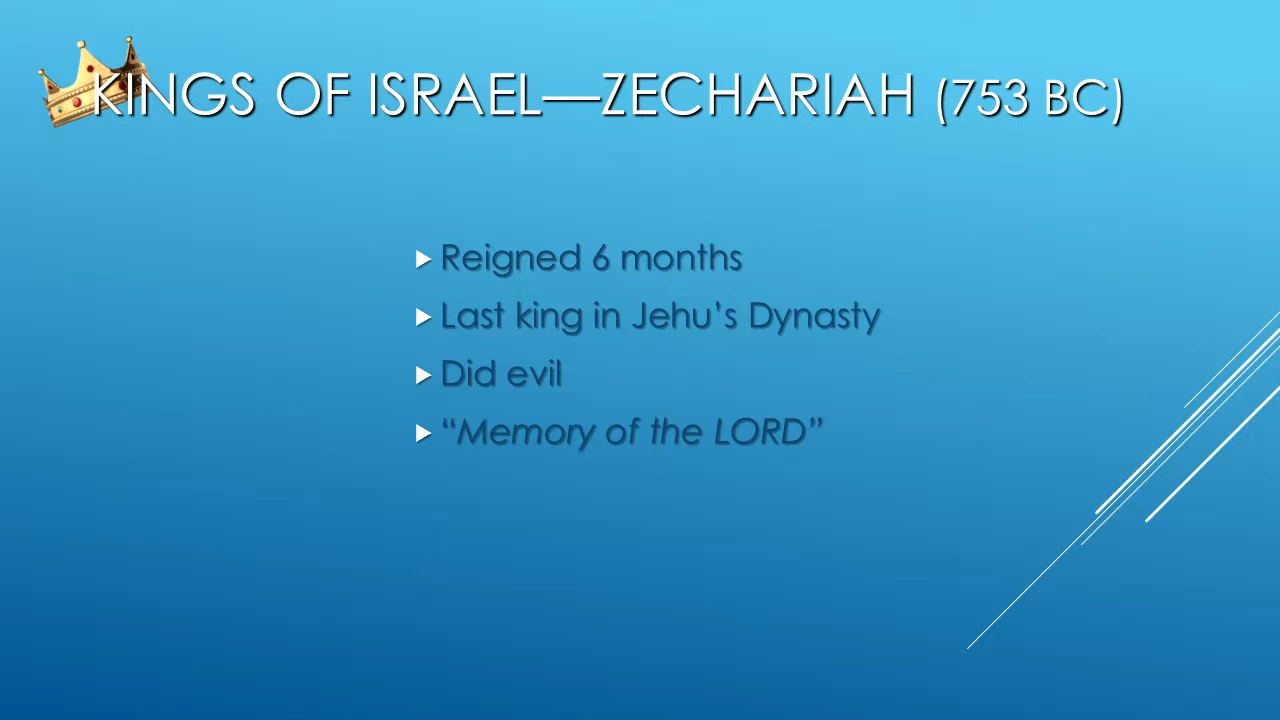 KINGS OF ISRAEL—ZECHARIAH (753 BC)
Reigned 6 months
Last king in Jehu’s Dynasty
Did evil
“Memory of the LORD”